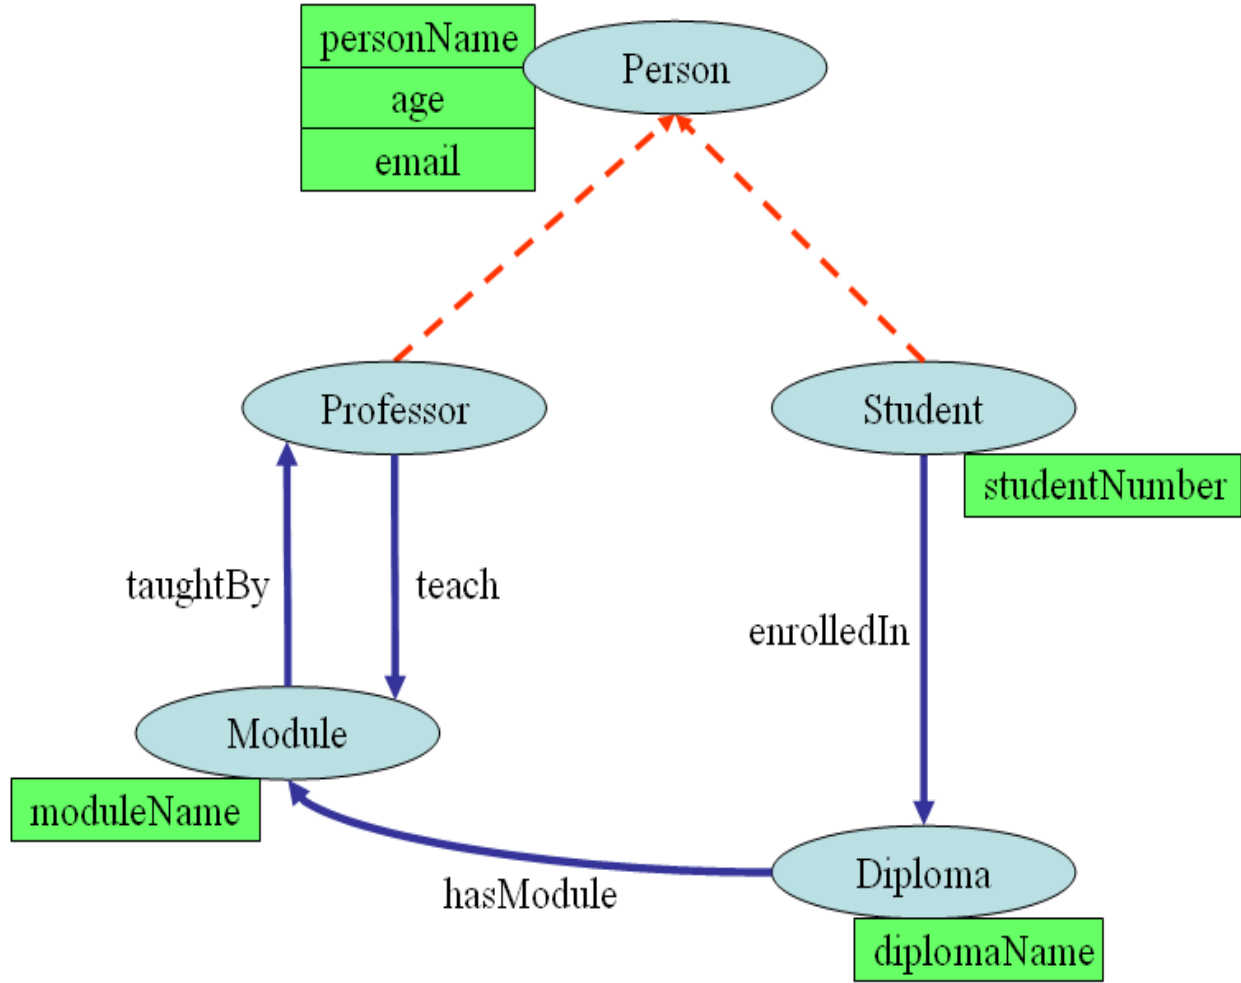 personName
Person
age
email
Professor
Student
studentNumber
taughtBy
teach
enrolledIn
Module
moduleName
Diploma
hasModule
diplomaName